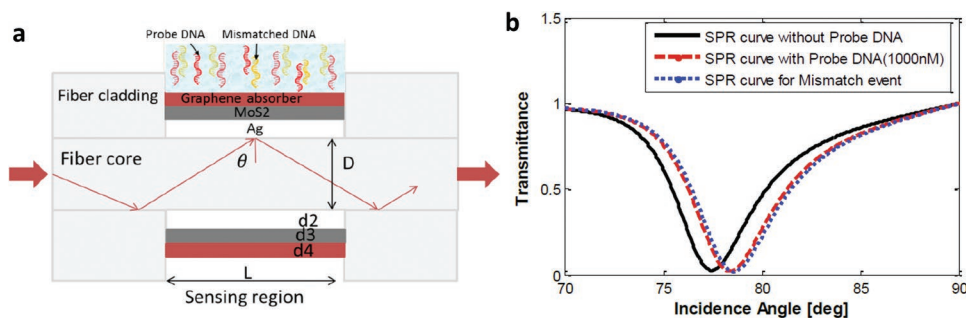 a
Probe DNA
Mismatched DNA
Fiber cladding
Graphene absorber
MoS2
Ag
Fiber core
θ
D
d2
d3
d4
L
Sensing region
b
SPR curve without Probe DNA
SPR curve with Probe DNA(1000nM)
SPR curve for Mismatch event
Transmittance
1.5
1
0.5
0
70
75
80
85
90
Incidence Angle [deg]